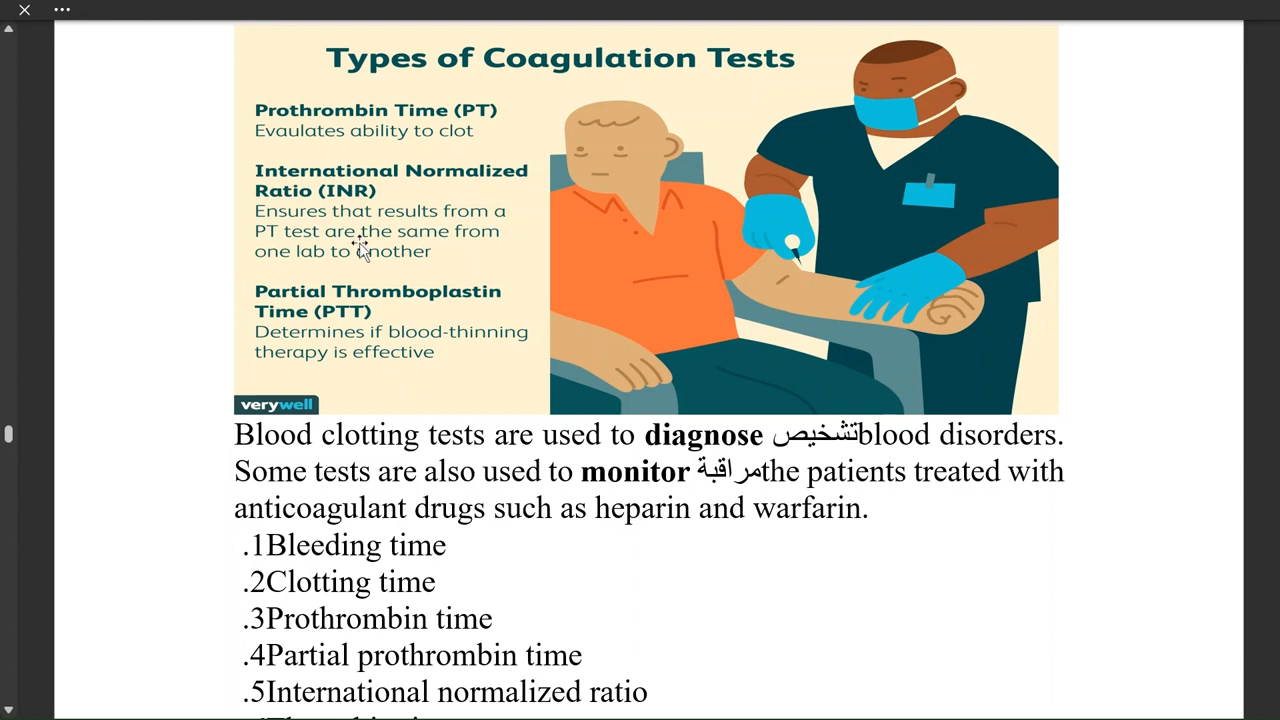 Types of Coagulation Tests
Prothrombin Time (PT)
Evaulates ability to clot
International Normalized
Ratio (INR)
Ensures that results from a
PT test are the same from
one lab to another
Partial Thromboplastin
Time (PTT)
Determines if blood-thinning
therapy is effective
verywell
Blood clotting tests are used to diagnose تشخيص blood disorders.
Some tests are also used to monitor مراقبة the patients treated with
anticoagulant drugs such as heparin and warfarin.
.1Bleeding time
.2Clotting time
.3Prothrombin time
.4Partial prothrombin time
.5International normalized ratio